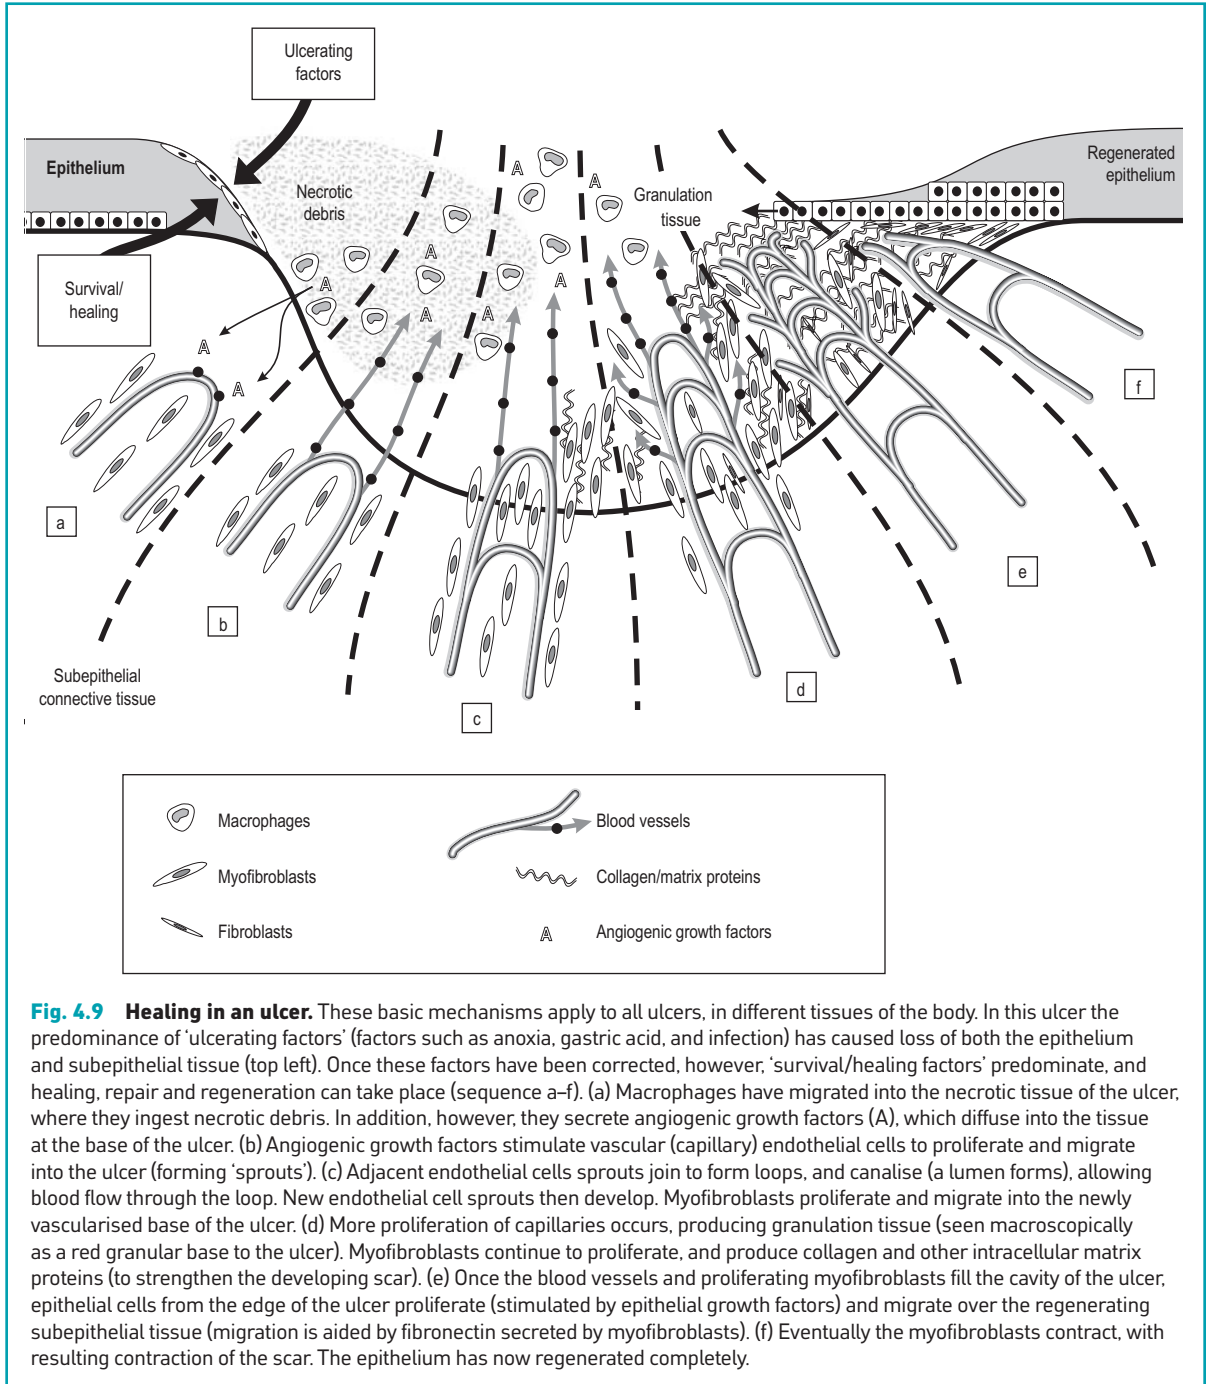 Ulcerating
factors
Epithelium
Necrotic
debris
Granulation
tissue
Regenerated
epithelium
Survival/
healing
A
A
A
A
A
A
A
A
A
a
b
c
d
e
f
Subepithelial
connective tissue
Macrophages
Blood vessels
Myofibroblasts
Collagen/matrix proteins
Fibroblasts
A
Angiogenic growth factors
Fig. 4.9 Healing in an ulcer. These basic mechanisms apply to all ulcers, in different tissues of the body. In this ulcer the
predominance of ‘ulcerating factors’ (factors such as anoxia, gastric acid, and infection) has caused loss of both the epithelium
and subepithelial tissue (top left). Once these factors have been corrected, however, ‘survival/healing factors’ predominate, and
healing, repair and regeneration can take place (sequence a–f). (a) Macrophages have migrated into the necrotic tissue of the ulcer,
where they ingest necrotic debris. In addition, however, they secrete angiogenic growth factors (A), which diffuse into the tissue
at the base of the ulcer. (b) Angiogenic growth factors stimulate vascular (capillary) endothelial cells to proliferate and migrate
into the ulcer (forming ‘sprouts’). (c) Adjacent endothelial cells sprouts join to form loops, and canalise (a lumen forms), allowing
blood flow through the loop. New endothelial cell sprouts then develop. Myofibroblasts proliferate and migrate into the newly
vascularised base of the ulcer. (d) More proliferation of capillaries occurs, producing granulation tissue (seen macroscopically
as a red granular base to the ulcer). Myofibroblasts continue to proliferate, and produce collagen and other intracellular matrix
proteins (to strengthen the developing scar). (e) Once the blood vessels and proliferating myofibroblasts fill the cavity of the ulcer,
epithelial cells from the edge of the ulcer proliferate (stimulated by epithelial growth factors) and migrate over the regenerating
subepithelial tissue (migration is aided by fibronectin secreted by myofibroblasts). (f) Eventually the myofibroblasts contract, with
resulting contraction of the scar. The epithelium has now regenerated completely.